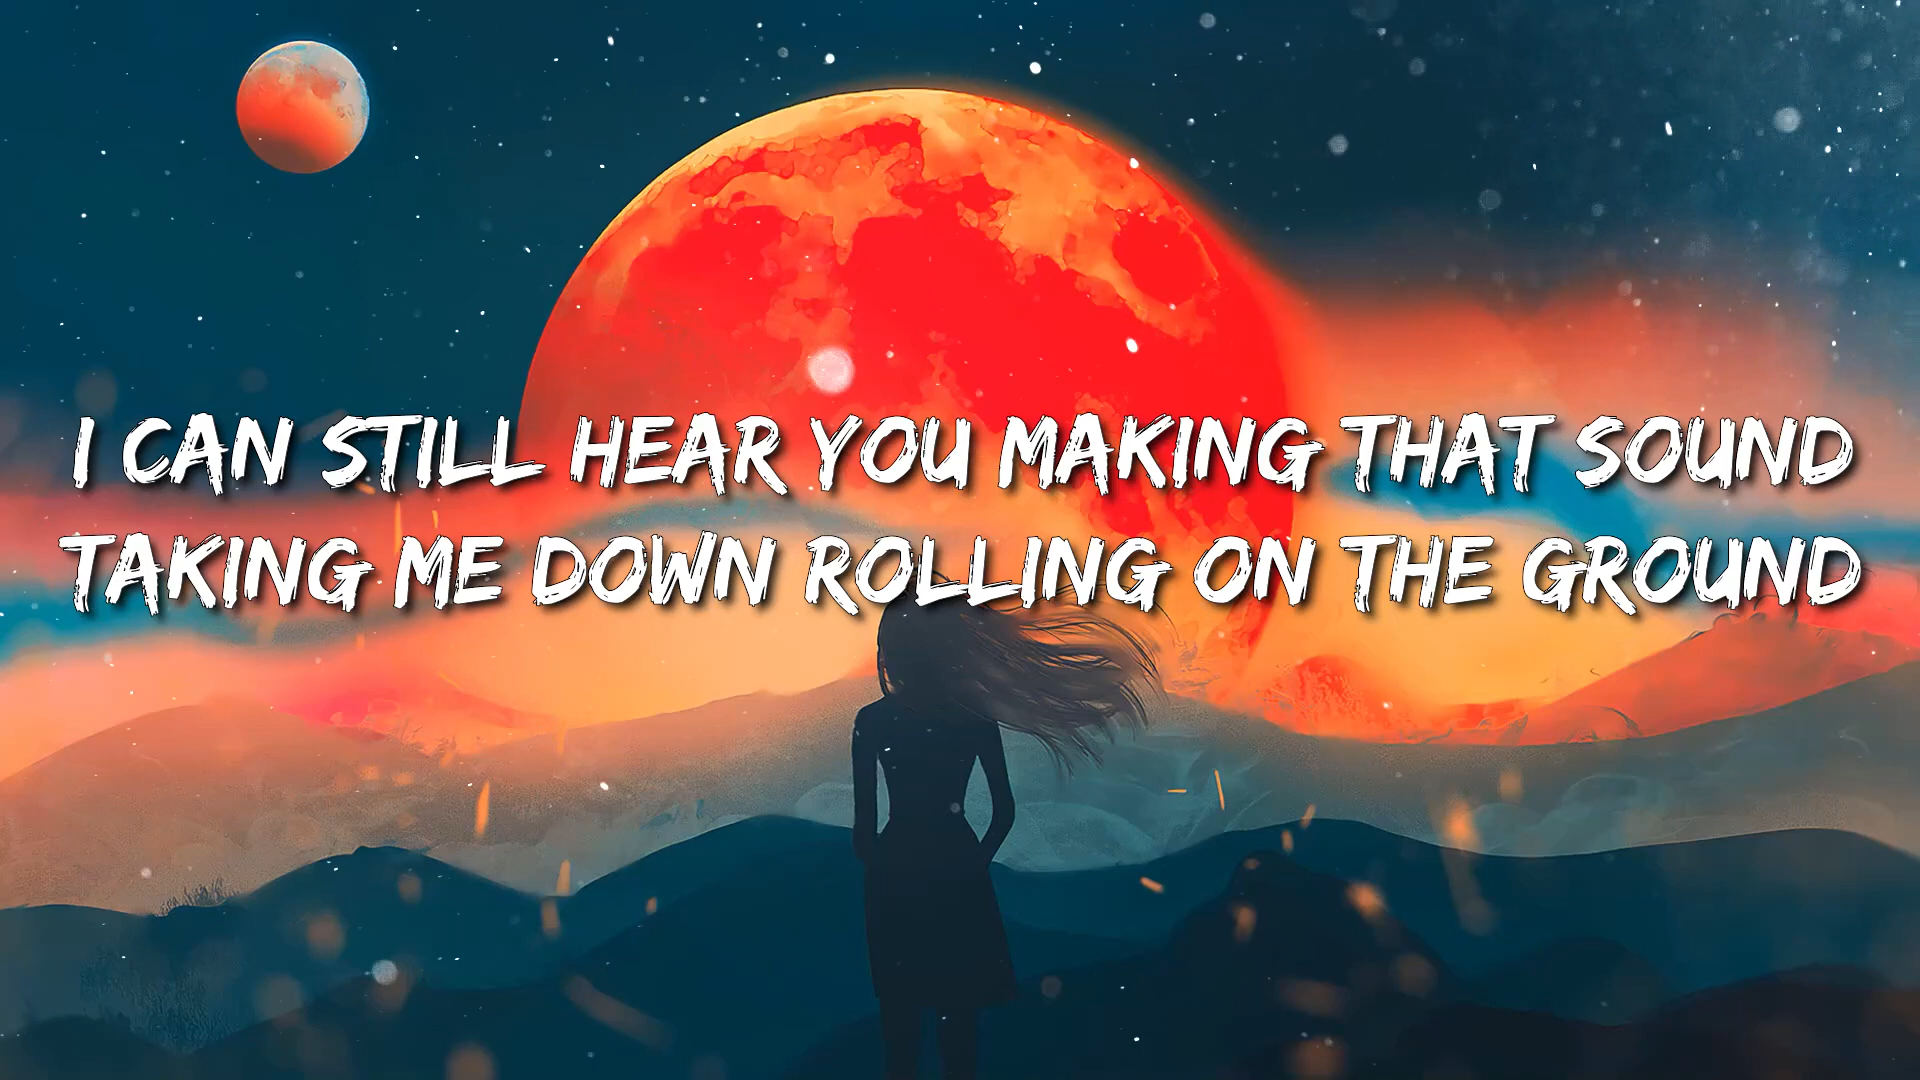 I CAN STILL HEAR YOU MAKING THAT SOUND
TAKING ME DOWN ROLLING ON THE GROUND